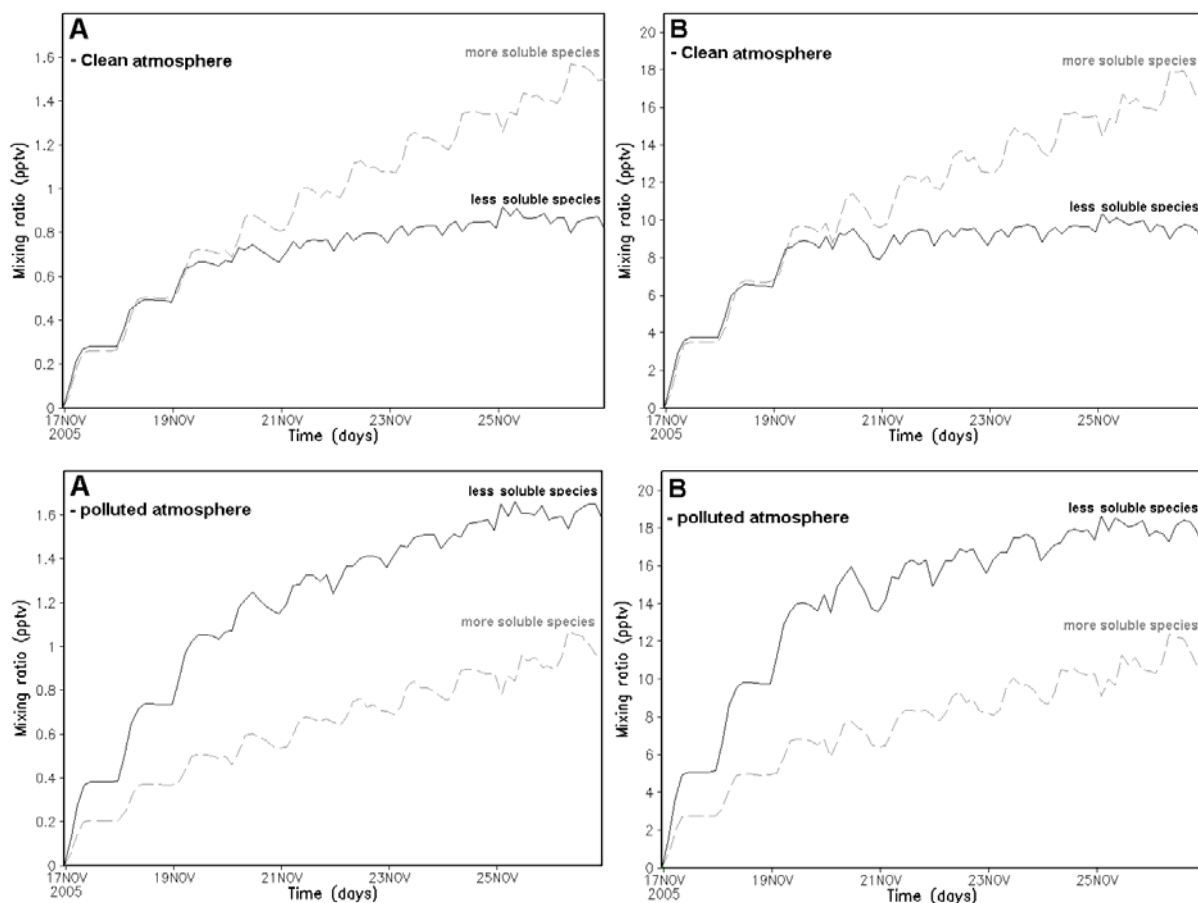 A
- Clean atmosphere
more soluble species
less soluble species
Mixing ratio (pptv)
1.6
1.4
1.2
1
0.8
0.6
0.4
0.2
0
17NOV
2005
19NOV
21NOV
23NOV
25NOV
Time (days)
B
- Clean atmosphere
more soluble species
less soluble species
Mixing ratio (pptv)
20
18
16
14
12
10
8
6
4
2
0
17NOV
2005
19NOV
21NOV
23NOV
25NOV
Time (days)
A
- polluted atmosphere
less soluble species
more soluble species
Mixing ratio (pptv)
1.6
1.4
1.2
1
0.8
0.6
0.4
0.2
0
17NOV
2005
19NOV
21NOV
23NOV
25NOV
Time (days)
B
- polluted atmosphere
less soluble species
more soluble species
Mixing ratio (pptv)
20
18
16
14
12
10
8
6
4
2
0
17NOV
2005
19NOV
21NOV
23NOV
25NOV
Time (days)